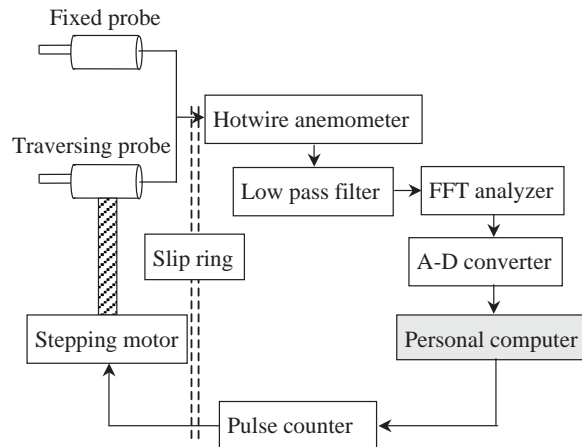 Fixed probe
Hotwire anemometer
Traversing probe
Low pass filter
FFT analyzer
Slip ring
A-D converter
Stepping motor
Personal computer
Pulse counter